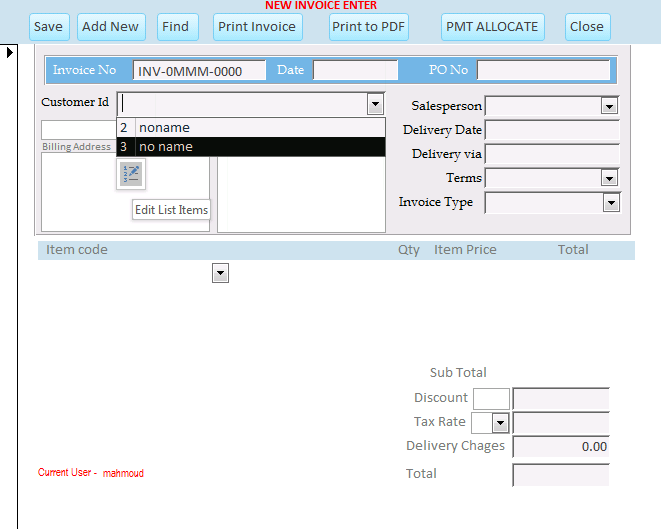 NEW INVOICE ENTER
Save Add New Find Print Invoice Print to PDF PMT ALLOCATE Close
Invoice No INV-0MMM-0000 Date PO No
Customer Id
2 noname
3 no name
Edit List Items
Billing Address
Salesperson
Delivery Date
Delivery via
Terms
Invoice Type
Item code Qty Item Price Total
Sub Total
Discount
Tax Rate
Delivery Chages 0.00
Total
Current User - mahmoud